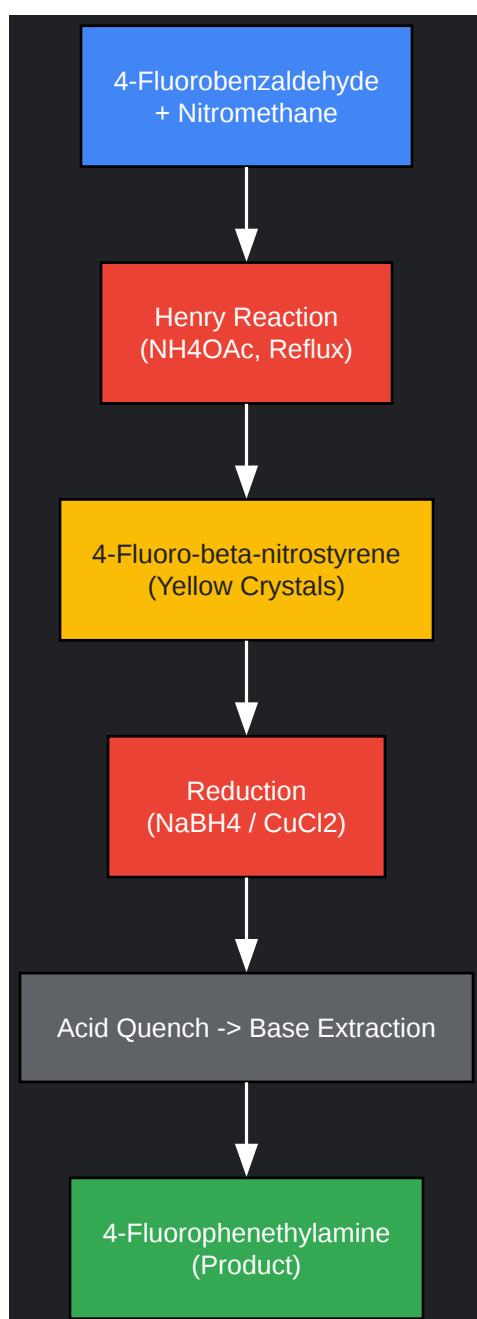 4-Fluorobenzaldehyde
+ Nitromethane
Henry Reaction
(NH4OAc, Reflux)
4-Fluoro-beta-nitrostyrene
(Yellow Crystals)
Reduction
(NaBH4 / CuCl2)
Acid Quench -> Base Extraction
4-Fluorophenethylamine
(Product)